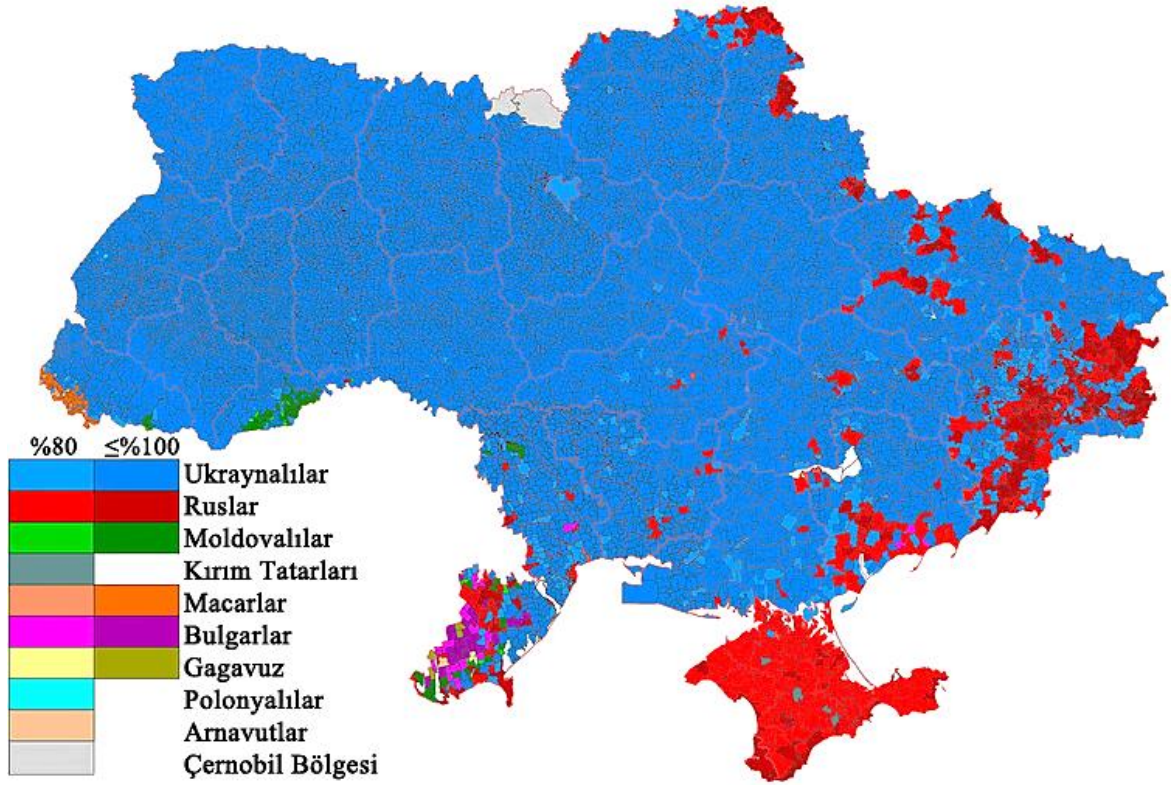 %80 ≤%100
Ukraynalılar
Ruslar
Moldovalılar
Kırım Tatarları
Macarlar
Bulgarlar
Gagavuz
Polonyalılar
Arnavutlar
Çernobil Bölgesi